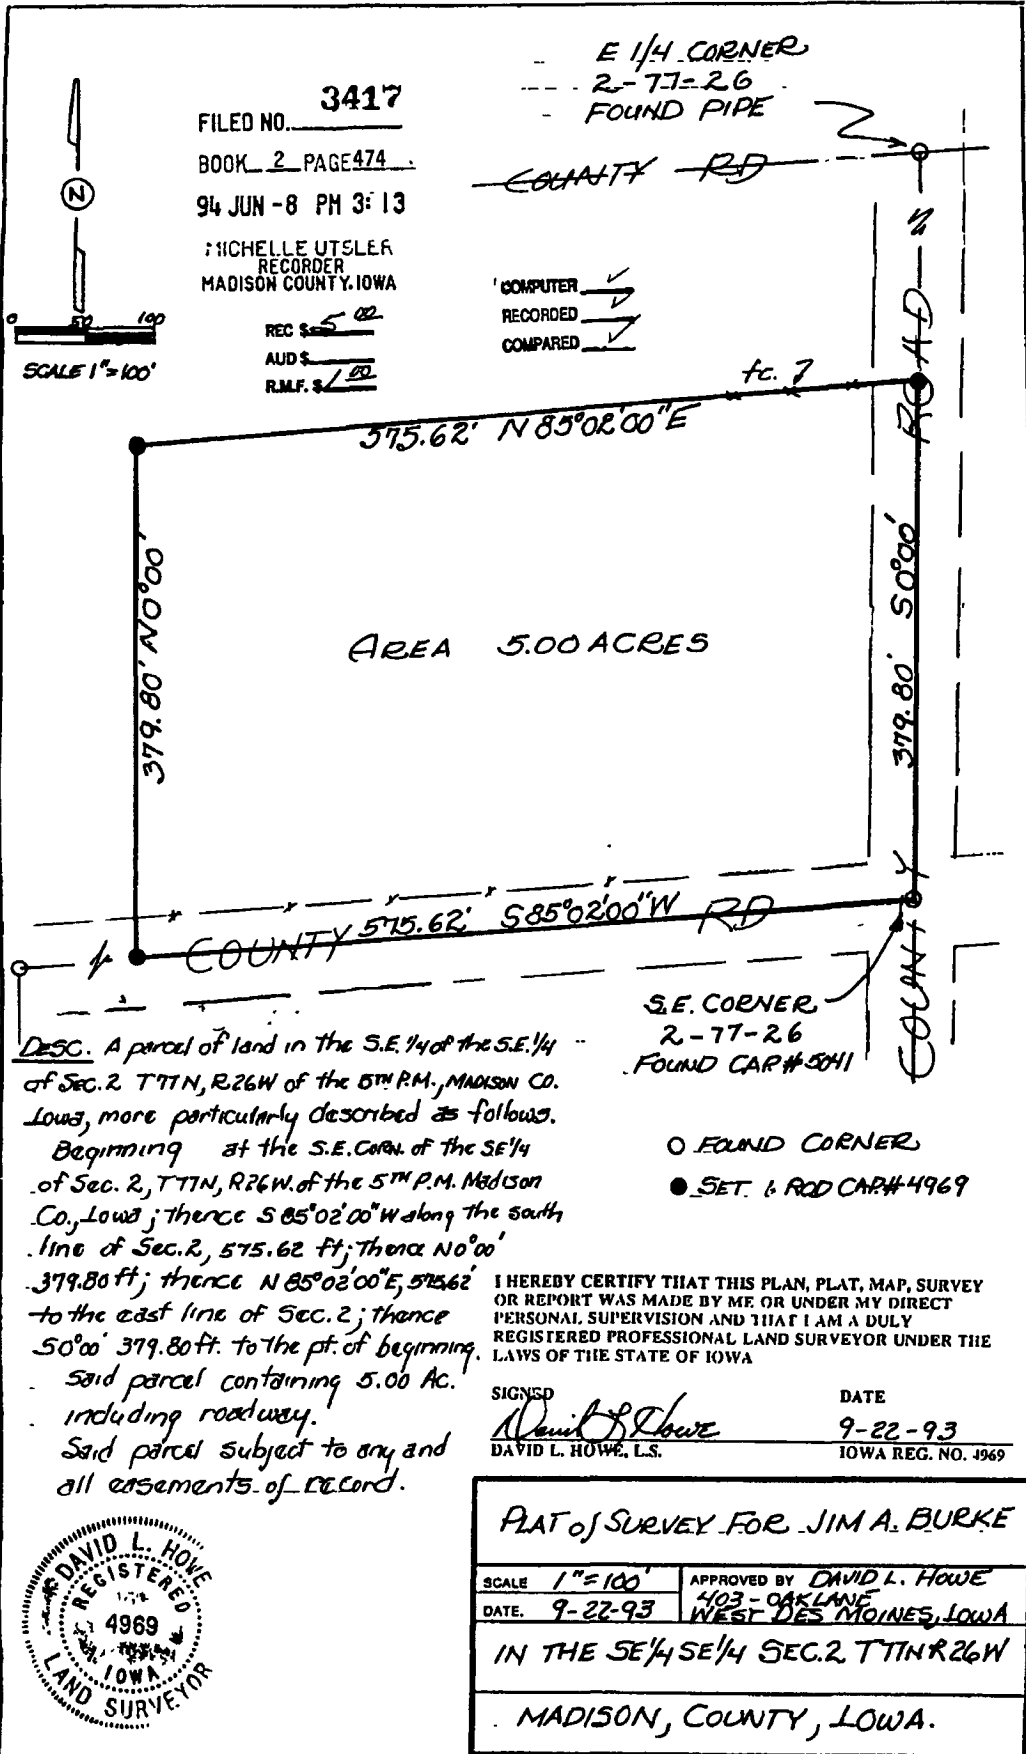 E 1/4 CORNER
2-77-26
FOUND PIPE
FILED NO. 3417
BOOK 2 PAGE 474
94 JUN -8 PM 3:13
MICHELLE UTSLER
RECORDER
MADISON COUNTY, IOWA
REC $ 5.00
AUD $
R.M.F. $ 1.00
COMPUTER ✓
RECORDED ✓
COMPARED ✓
N
0 50 100
SCALE 1"=100'
COUNTY RD
fc.
575.62' N 85°02'00"E
COUNTY ROAD
379.80' N0°00'
AREA 5.00 ACRES
379.80' S0°00'
575.62' S85°02'00"W
COUNTY RD
S.E. CORNER
2-77-26
FOUND CAP #5041
DESC. A parcel of land in the S.E. 1/4 of the S.E. 1/4
of Sec. 2 T77N, R26W of the 5TH P.M., MADISON CO.
Iowa, more particularly described as follows.
Beginning at the S.E. CORN. of the SE 1/4
of Sec. 2, T77N, R26W. of the 5TH P.M. Madison
Co., Iowa; thence S 85°02'00"W along the south
line of Sec. 2, 575.62 ft; thence N0°00'
379.80 ft; thence N 85°02'00"E, 575.62'
to the east line of Sec. 2; thence
S0°00' 379.80 ft. to the pt. of beginning.
Said parcel containing 5.00 Ac.
including roadway.
Said parcel subject to any and
all easements of record.
○ FOUND CORNER
● SET ROD CAP #4969
I HEREBY CERTIFY THAT THIS PLAN, PLAT, MAP, SURVEY
OR REPORT WAS MADE BY ME OR UNDER MY DIRECT
PERSONAL SUPERVISION AND THAT I AM A DULY
REGISTERED PROFESSIONAL LAND SURVEYOR UNDER THE
LAWS OF THE STATE OF IOWA
SIGNED DATE
David L Howe 9-22-93
DAVID L. HOWE, L.S. IOWA REG. NO. 4969
DAVID L. HOWE
REGISTERED
4969
IOWA
LAND SURVEYOR
PLAT of SURVEY FOR JIM A. BURKE
SCALE 1"=100' APPROVED BY DAVID L. HOWE
403-OAKLANE
DATE. 9-22-93 WEST DES MOINES, IOWA
IN THE SE 1/4 SE 1/4 SEC. 2 T77N R26W
MADISON, COUNTY, IOWA.